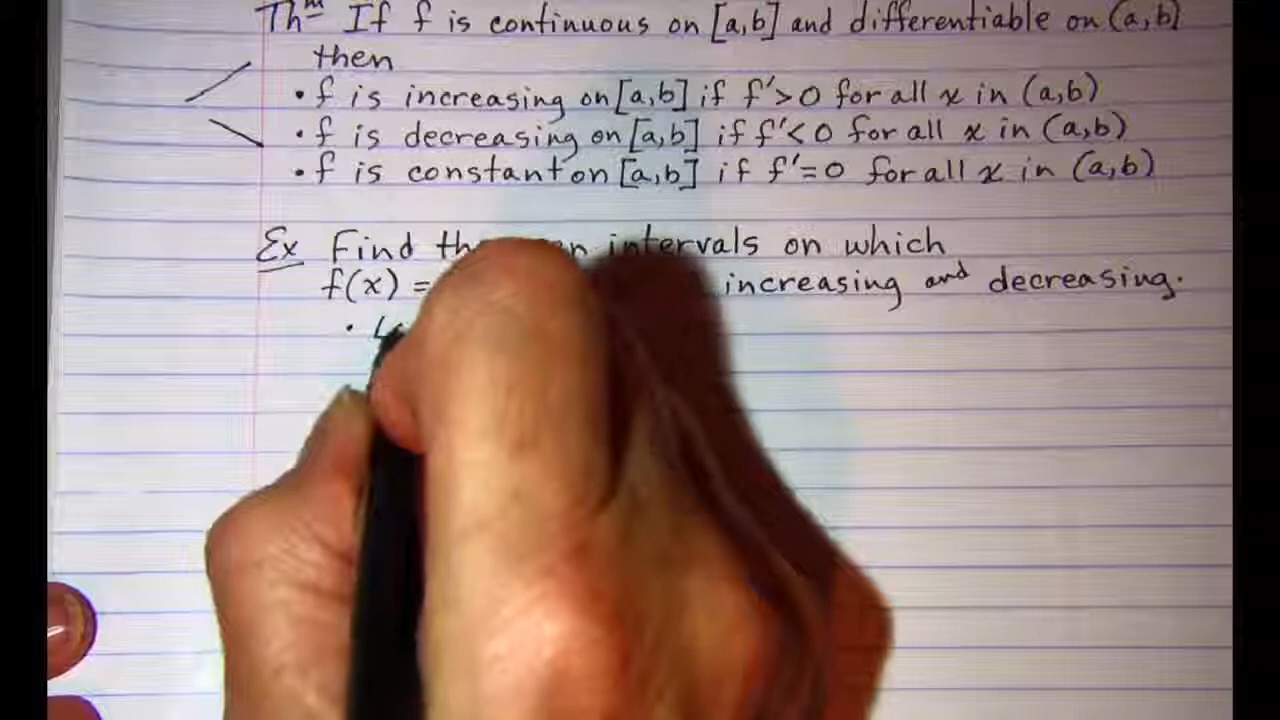 Thm If f is continuous on [a,b] and differentiable on (a,b)
then
• f is increasing on [a,b] if f'>0 for all x in (a,b)
• f is decreasing on [a,b] if f'<0 for all x in (a,b)
• f is constant on [a,b] if f'=0 for all x in (a,b)
Ex Find intervals on which
f(x) = increasing and decreasing.
•